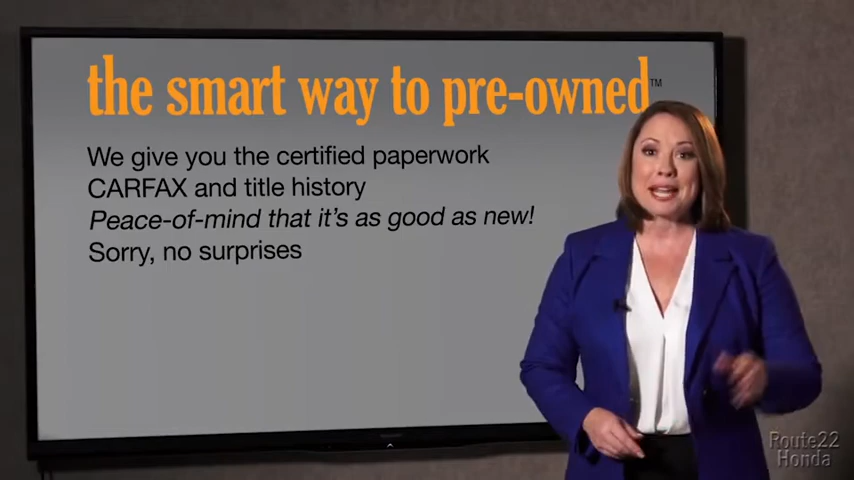 the smart way to pre-owned™
We give you the certified paperwork
CARFAX and title history
Peace-of-mind that it's as good as new!
Sorry, no surprises
Route22
Honda